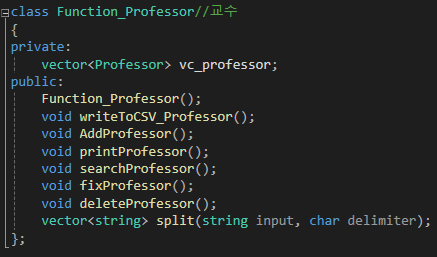 class Function_Professor//교수
{
private:
vector<Professor> vc_professor;
public:
Function_Professor();
void writeToCSV_Professor();
void AddProfessor();
void printProfessor();
void searchProfessor();
void fixProfessor();
void deleteProfessor();
vector<string> split(string input, char delimiter);
};